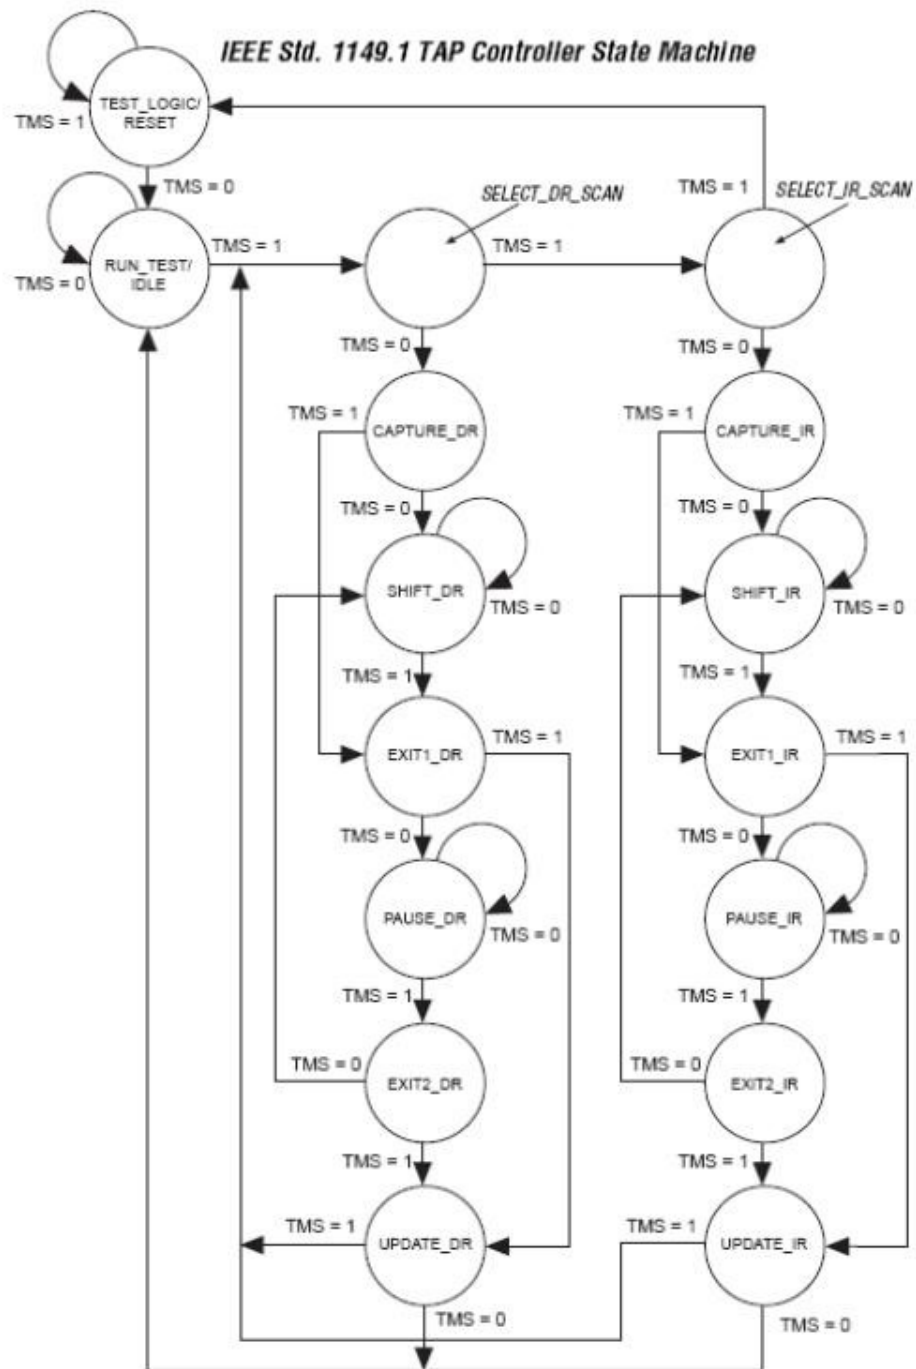 IEEE Std. 1149.1 TAP Controller State Machine
TEST_LOGIC/
RESET
TMS = 1
TMS = 0
TMS = 1
SELECT_DR_SCAN
SELECT_IR_SCAN
RUN_TEST/
IDLE
TMS = 0
TMS = 1
TMS = 1
TMS = 0
TMS = 0
TMS = 1
CAPTURE_DR
TMS = 1
CAPTURE_IR
TMS = 0
TMS = 0
SHIFT_DR
TMS = 0
SHIFT_IR
TMS = 0
TMS = 1
TMS = 1
EXIT1_DR
TMS = 1
EXIT1_IR
TMS = 1
TMS = 0
TMS = 0
PAUSE_DR
TMS = 0
PAUSE_IR
TMS = 0
TMS = 1
TMS = 1
TMS = 0
EXIT2_DR
TMS = 0
EXIT2_IR
TMS = 1
TMS = 1
TMS = 1
UPDATE_DR
TMS = 1
UPDATE_IR
TMS = 0
TMS = 0